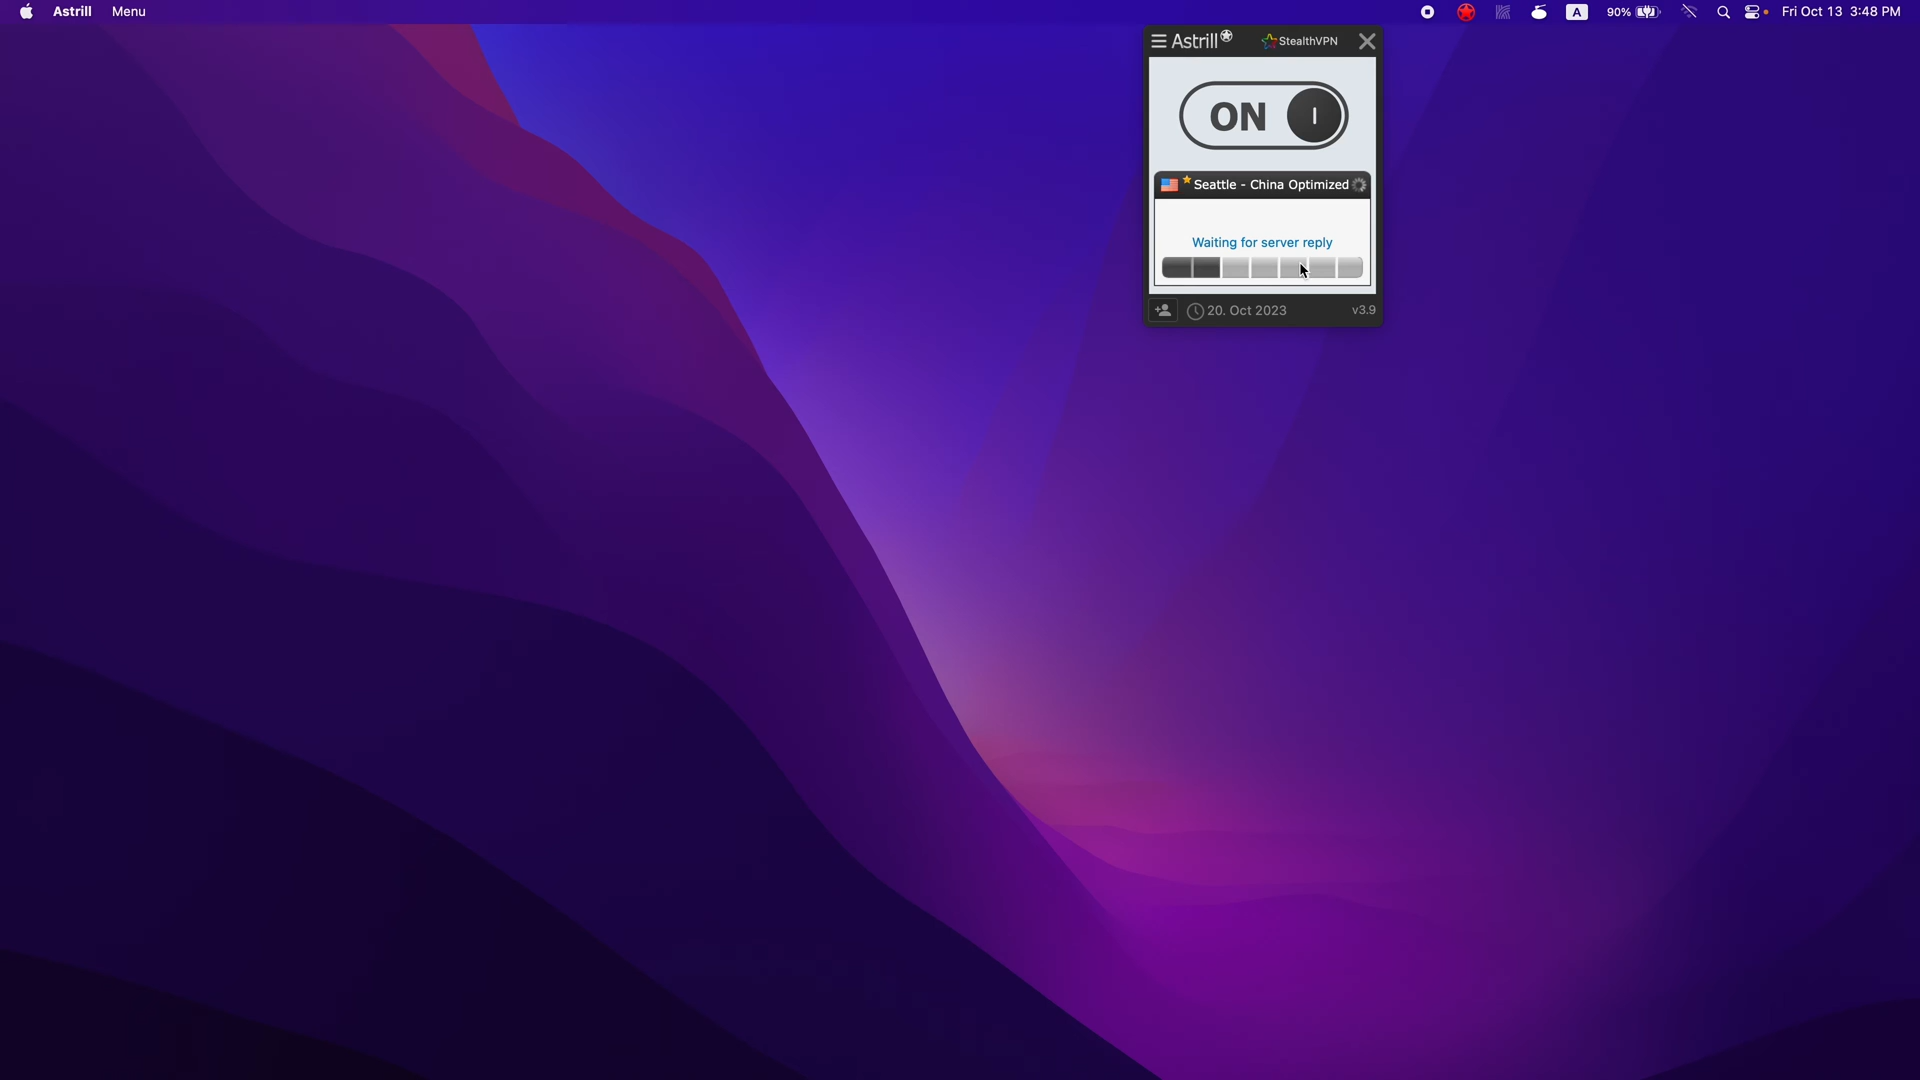 Astrill Menu
A 90% Fri Oct 13 3:48 PM
Astrill StealthVPN
ON
Seattle - China Optimized
Waiting for server reply
20. Oct 2023 v3.9